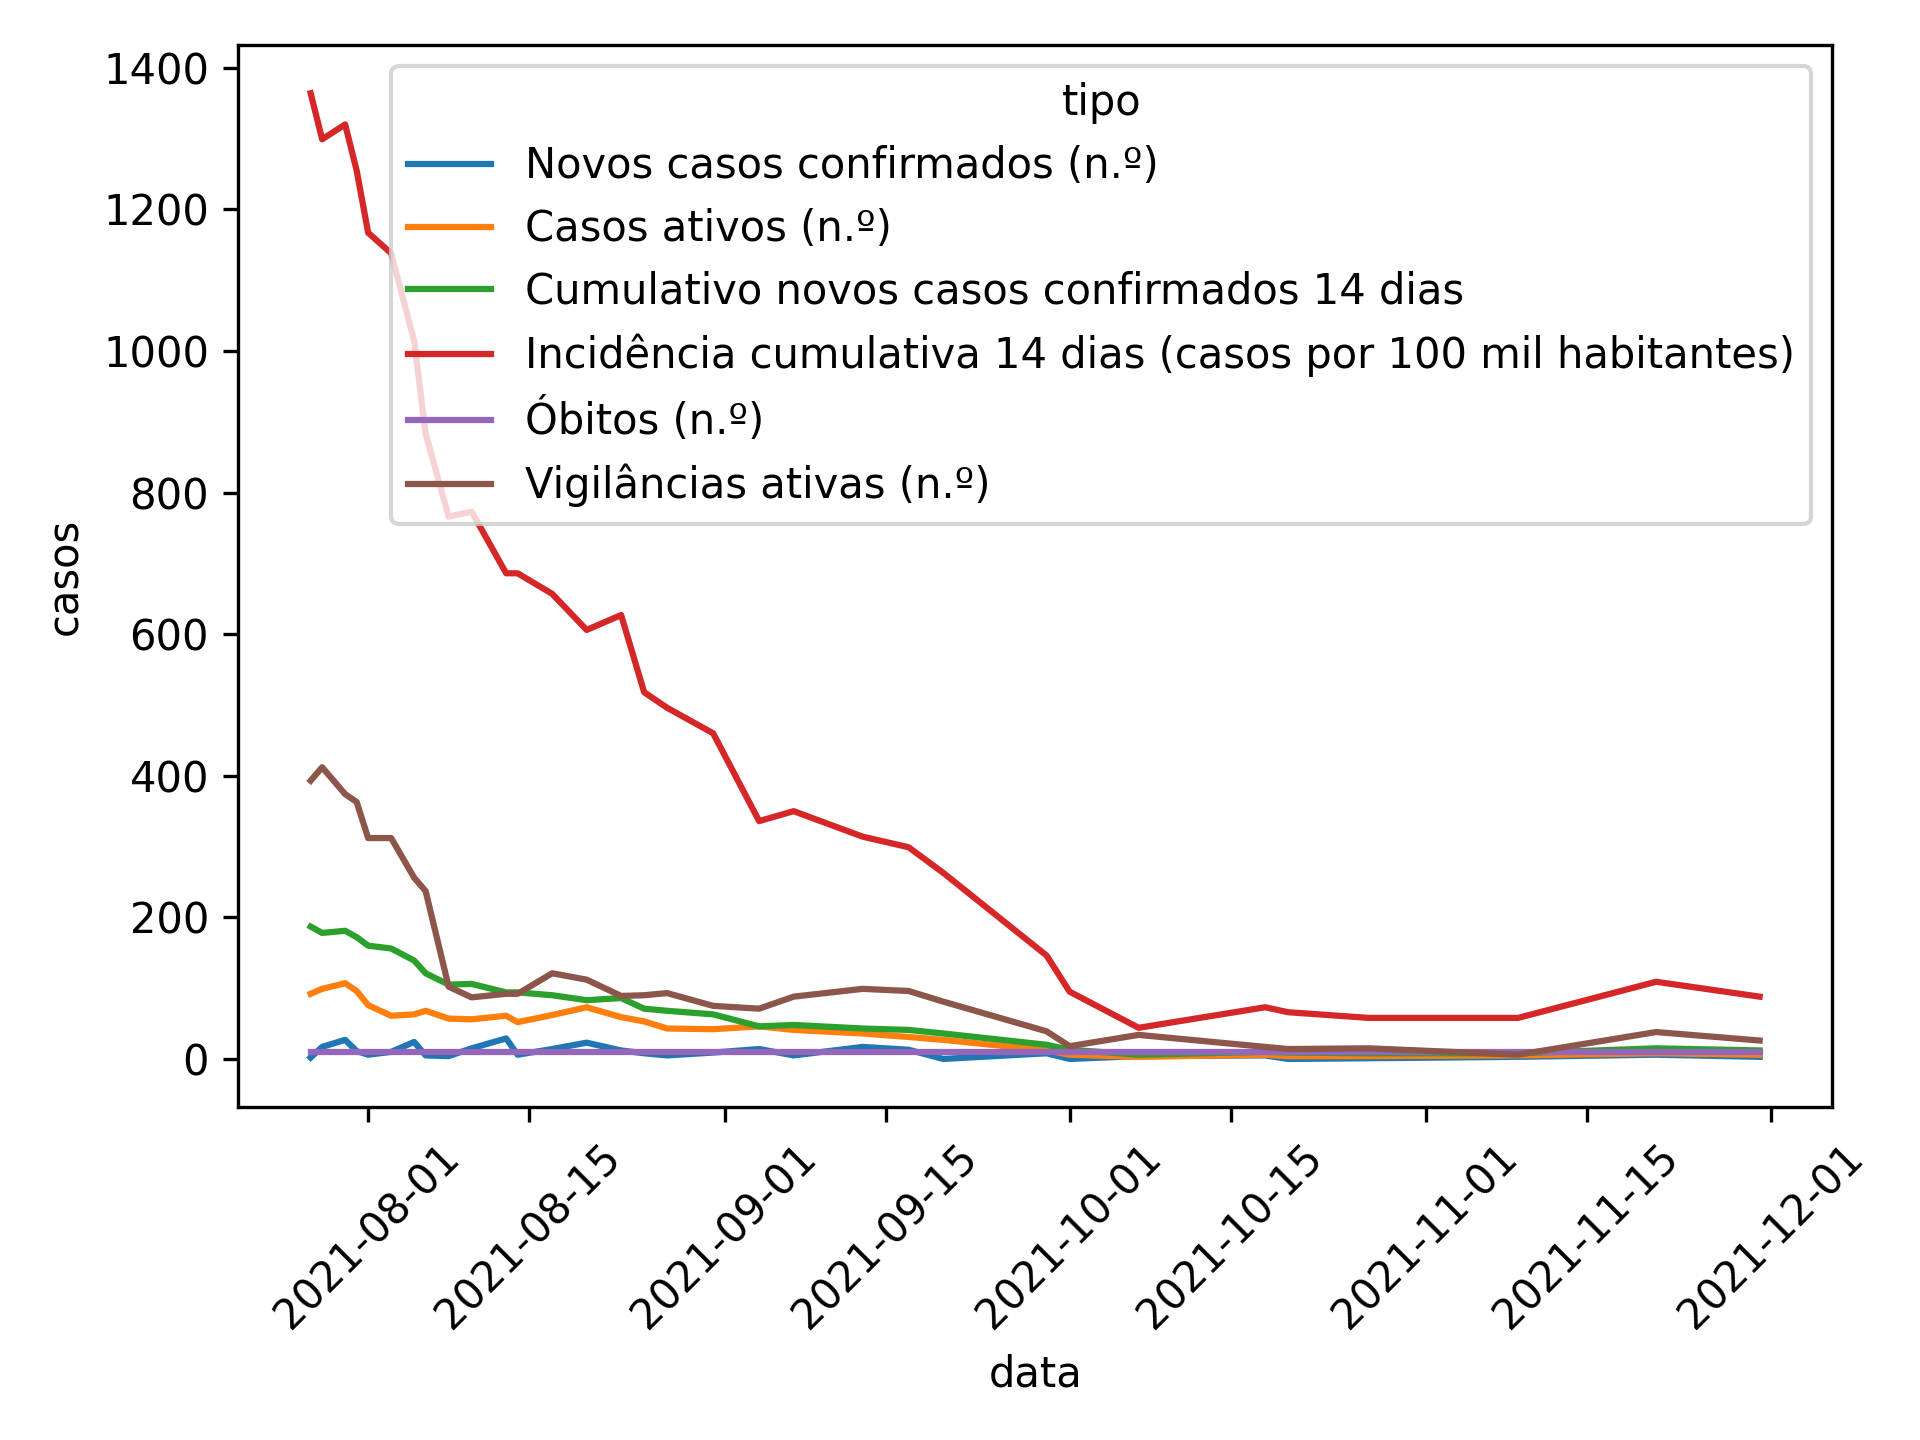 1400
1200
1000
800
600
400
200
0
casos
tipo
Novos casos confirmados (n.º)
Casos ativos (n.º)
Cumulativo novos casos confirmados 14 dias
Incidência cumulativa 14 dias (casos por 100 mil habitantes)
Óbitos (n.º)
Vigilâncias ativas (n.º)
2021-08-01
2021-08-15
2021-09-01
2021-09-15
2021-10-01
2021-10-15
2021-11-01
2021-11-15
2021-12-01
data